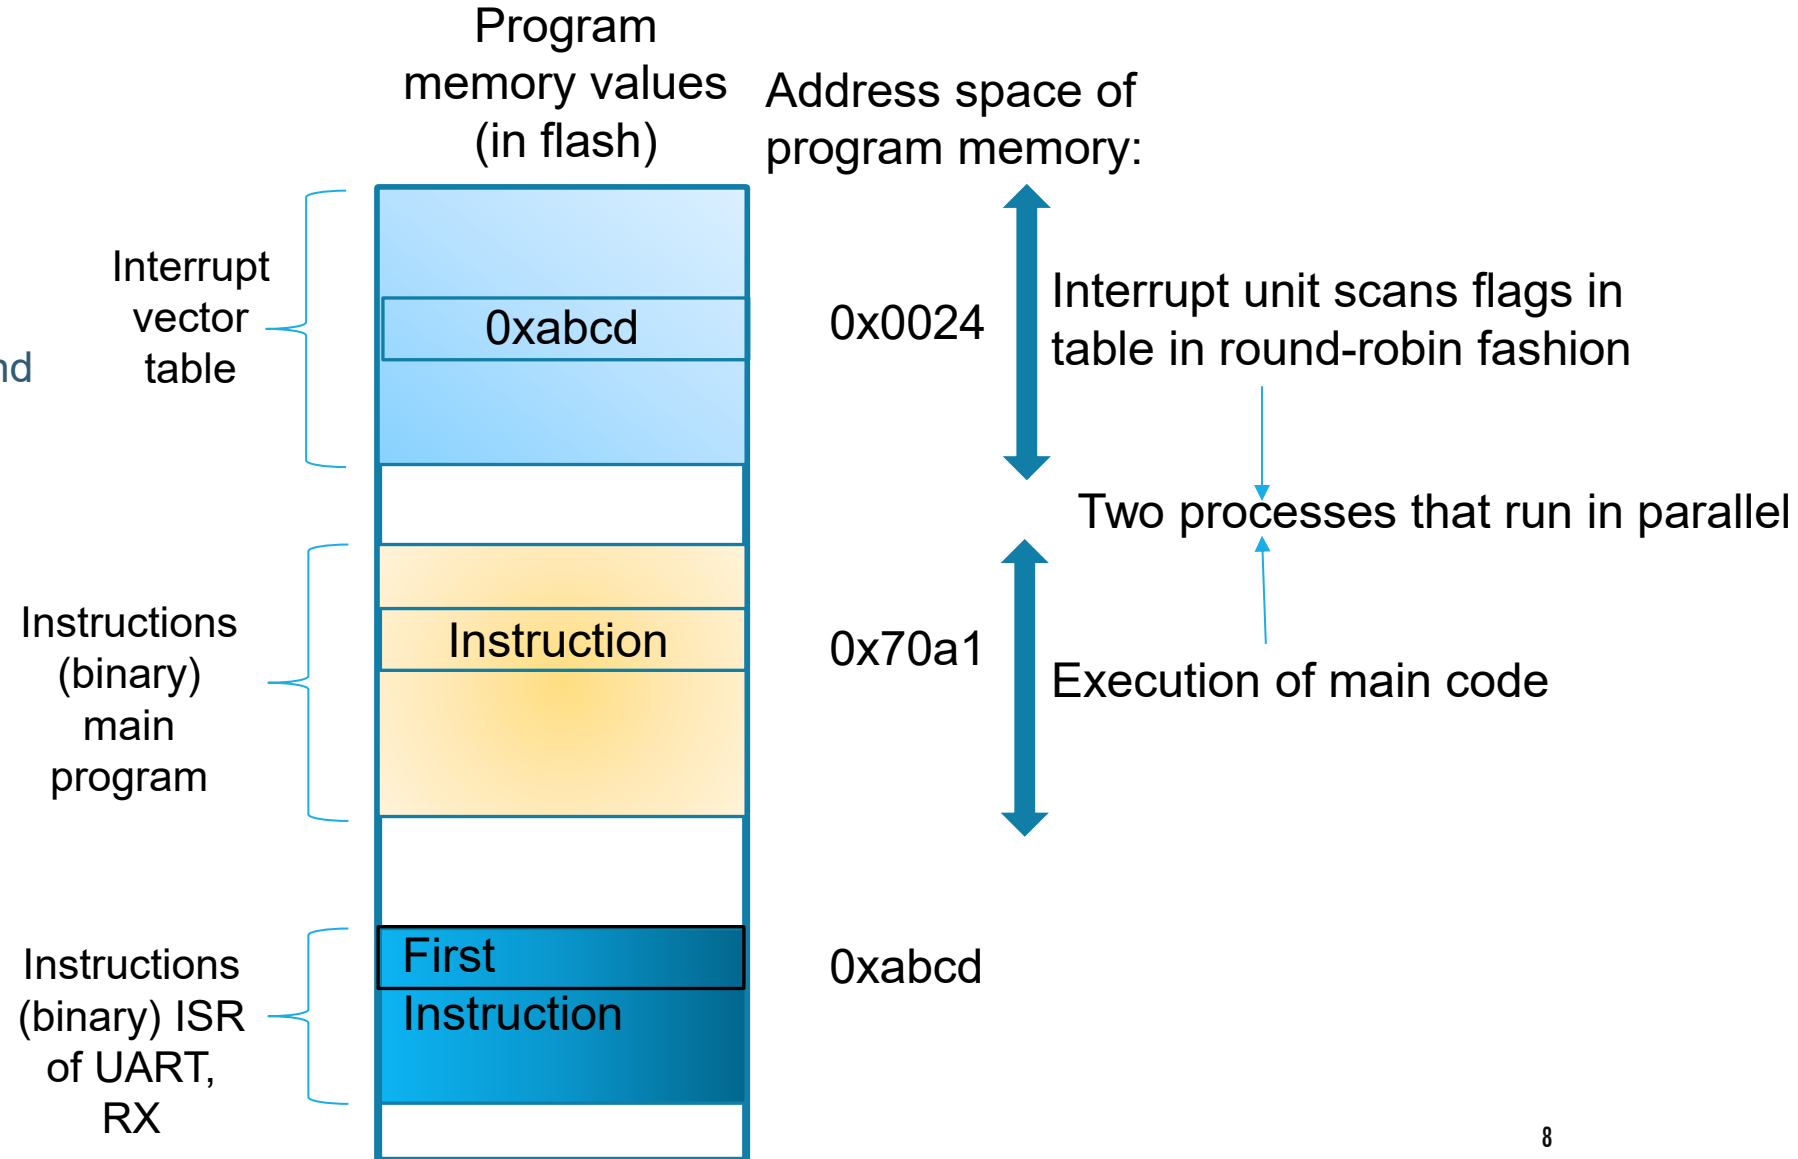 Program
memory values
(in flash)
Address space of
program memory:
Interrupt
vector
table
nd
0xabcd
0x0024
Interrupt unit scans flags in
table in round-robin fashion
Two processes that run in parallel
Instructions
(binary)
main
program
Instruction
0x70a1
Execution of main code
Instructions
(binary) ISR
of UART,
RX
First
Instruction
0xabcd
8